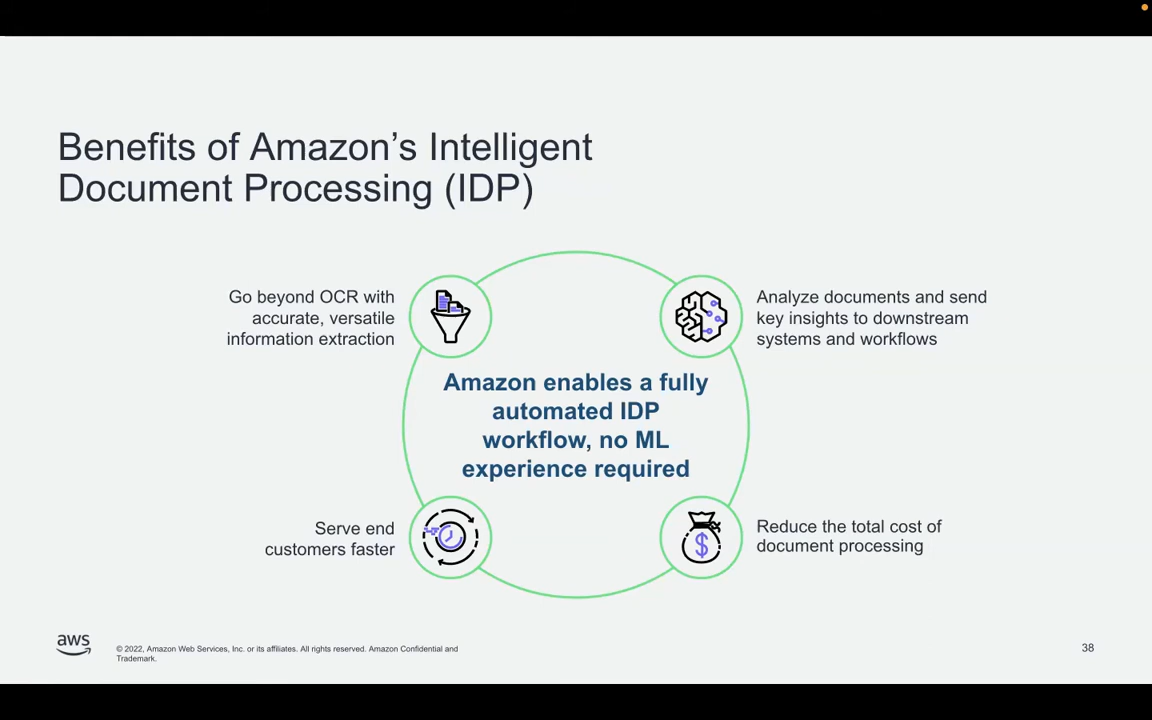 Benefits of Amazon’s Intelligent
Document Processing (IDP)
Go beyond OCR with
accurate, versatile
information extraction
Analyze documents and send
key insights to downstream
systems and workflows
Amazon enables a fully
automated IDP
workflow, no ML
experience required
Serve end
customers faster
$
Reduce the total cost of
document processing
aws
© 2022, Amazon Web Services, Inc. or its affiliates. All rights reserved. Amazon Confidential and
Trademark.
38